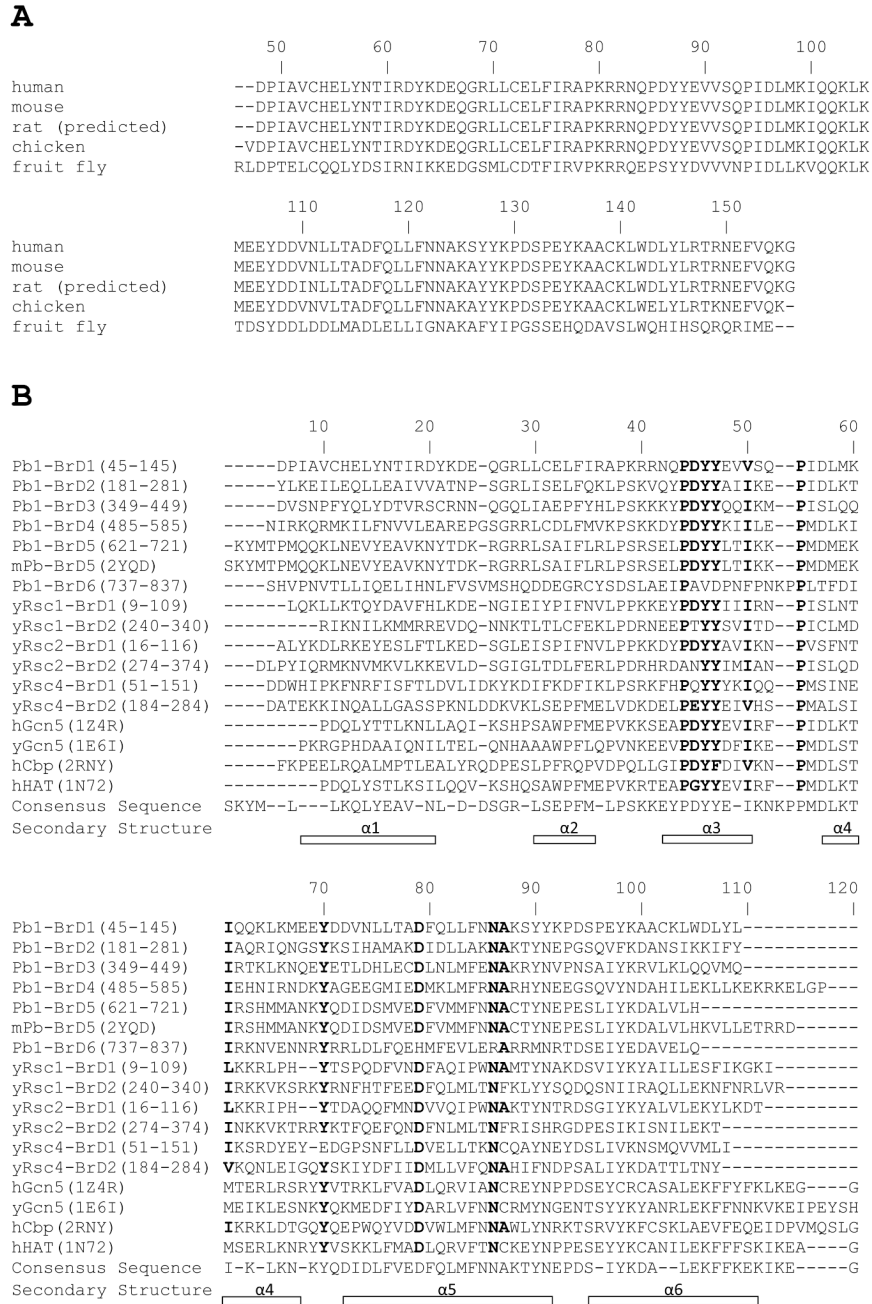 A
50 60 70 80 90 100
human --DPIAVCHELYNTIRDYKDEQGRLLCELFIRAPKRRNQPDYYEVVSQPIDLMKIQQKLK
mouse --DPIAVCHELYNTIRDYKDEQGRLLCELFIRAPKRRNQPDYYEVVSQPIDLMKIQQKLK
rat (predicted) --DPIAVCHELYNTIRDYKDEQGRLLCELFIRAPKRRNQPDYYEVVSQPIDLMKIQQKLK
chicken -VDPIAVCHELYNTIRDYKDEQGRLLCELFIRAPKRRNQPDYYEVVSQPIDLMKIQQKLK
fruit fly RLDPTELCQQLYDSIRNIKKEDGSMLCDTFIRVPKRRQEPSYYDVVVNPIDLLKVQQKLK
110 120 130 140 150
human MEEYDDVNLLTADFQLLFNNAKSYYKPDSPEYKAACKLWDLYLRTRNEFVQKG
mouse MEEYDDVNLLTADFQLLFNNAKAYYKPDSPEYKAACKLWDLYLRTRNEFVQKG
rat (predicted) MEEYDDINLLTADFQLLFNNAKAYYKPDSPEYKAACKLWDLYLRTRNEFVQKG
chicken MEEYDDVNVLTADFQLLFNNAKAYYKPDSPEYKAACKLWELYLRTKNEFVQK-
fruit fly TDSYDDLDDLMADLELLIGNAKAFYIPGSSEHQDAVSLWQHIHSQRQRIME--
B
10 20 30 40 50 60
Pb1-BrD1(45-145) -----DPIAVCHELYNTIRDYKDE-QGRLLCELFIRAPKRRNQPDYYEVVSQ--PIDLMK
Pb1-BrD2(181-281) -----YLKEILEQLLEAIVVATNP-SGRLISELFQKLPSKVQYPDYYAIIKE--PIDLKT
Pb1-BrD3(349-449) -----DVSNPFYQLYDTVRSCRNN-QGQLIAEPFYHLPSKKKYPDYYQQIKM--PISLQQ
Pb1-BrD4(485-585) ----NIRKQRMKILFNVVLEAREPGSGRRLCDLFMVKPSKKDYPDYYKIILE--PMDLKI
Pb1-BrD5(621-721) -KYMTPMQQKLNEVYEAVKNYTDK-RGRRLSAIFLRLPSRSELPDYYLTIKK--PMDMEK
mPb-BrD5(2YQD) SKYMTPMQQKLNEVYEAVKNYTDK-RGRRLSAIFLRLPSRSELPDYYLTIKK--PMDMEK
Pb1-BrD6(737-837) ----SHVPNVTLLIQELIHNLFVSVMSHQDDEGRCYSDSLAEIPAVDPNFPNKPPLTFDI
yRsc1-BrD1(9-109) ------LQKLLKTQYDAVFHLKDE-NGIEIYPIFNVLPPKKEYPDYYIIIRN--PISLNT
yRsc1-BrD2(240-340) ---------RIKNILKMMRREVDQ-NNKTLTLCFEKLPDRNEEPTYYSVITD--PICLMD
yRsc2-BrD1(16-116) -----ALYKDLRKEYESLFTLKED-SGLEISPIFNVLPPKKDYPDYYAVIKN--PVSFNT
yRsc2-BrD2(274-374) ---DLPYIQRMKNVMKVLKKEVLD-SGIGLTDLFERLPDRHRDANYYIMIAN--PISLQD
yRsc4-BrD1(51-151) ---DDWHIPKFNRFISFTLDVLIDKYKDIFKDFIKLPSRKFHPQYYYKIQQ--PMSINE
yRsc4-BrD2(184-284) ---DATEKKINQALLGASSPKNLDDKVKLSEPFMELVDKDELPEYYEIVHS--PMALSI
hGcn5(1Z4R) ---------PDQLYTTLKNLLAQI-KSHPSAWPFMEPVKKSEAPDYYEVIRF--PIDLKT
yGcn5(1E6I) -------PKRGPHDAAIQNILTEL-QNHAAAWPFLQPVNKEEVPDYYDFIKE--PMDLST
hCbp(2RNY) -----FKPEELRQALMPTLEALYRQDPESLPFRQPVDPQLLGIPDYFDIVKN--PMDLST
hHAT(1N72) ---------PDQLYSTLKSILQQV-KSHQSAWPFMEPVKRTEAPGYYEVIRF--PMDLKT
Consensus Sequence SKYM--L---LKQLYEAV-NL-D-DSGR-LSEPFM-LPSKKEYPDYYE-IKNKPPMDLKT
Secondary Structure α1 α2 α3 α4
70 80 90 100 110 120
Pb1-BrD1(45-145) IQQKLKMEEYDDVNLLTADFQLLFNNAKSYYKPDSPEYKAACKLWDLYL-----------
Pb1-BrD2(181-281) IAQRIQNGSYKSIHAMAKDIDLLAKNAKTYNEPGSQVFKDANSIKKIFY-----------
Pb1-BrD3(349-449) IRTKLKNQEYETLDHLECDLNLMFENAKRYNVPNSAIYKRVLKLQQVMQ-----------
Pb1-BrD4(485-585) IEHNIRNDKYAGEEGMIEDMKLMFRNARHYNEEGSQVYNDAHILEKLLKEKRKELGP---
Pb1-BrD5(621-721) IRSHMMANKYQDIDSMVEDFVMMFNNACTYNEPESLIYKDALVLH---------------
mPb-BrD5(2YQD) IRSHMMANKYQDIDSMVEDFVMMFNNACTYNEPESLIYKDALVLHKVLLETRRD------
Pb1-BrD6(737-837) IRKNVENNRYRRLDLFQEHMFEVLERARRMNRTDSEIYEDAVELQ---------------
yRsc1-BrD1(9-109) LKKRLPH--YTSPQDFVNDFAQIPWNAMTYNAKDSVIYKYAILLESFIKGKI--------
yRsc1-BrD2(240-340) IRKKVKSRKYRNFHTFEEDFQLMLTNFKLYYSQDQSNIIRAQLLEKNFNRLVR-------
yRsc2-BrD1(16-116) LKKRIPH--YTDAQQFMNDVVQIPWNAKTYNTRDSGIYKYALVLEKYLKDT---------
yRsc2-BrD2(274-374) INKKVKTRRYKTFQEFQNDFNLMLTNFRISHRGDPESIKISNILEKT-------------
yRsc4-BrD1(51-151) IKSRDYEY-EDGPSNFLLDVELLTKNCQAYNEYDSLIVKNSMQVVMLI------------
yRsc4-BrD2(184-284) VKQNLEIGQYSKIYDFIIDMLLVFQNAHIFNDPSALIYKDATTLTNY-------------
hGcn5(1Z4R) MTERLRSRYYVTRKLFVADLQRVIANCREYNPPDSEYCRCASALEKFFYFKLKEG----G
yGcn5(1E6I) MEIKLESNKYQKMEDFIYDARLVFNNCRMYNGENTSYYKYANRLEKFFNNKVKEIPEYSH
hCbp(2RNY) IKRKLDTGQYQEPWQYVDDVWLMFNNAWLYNRKTSRVYKFCSKLAEVFEQEIDPVMQSLG
hHAT(1N72) MSERLKNRYYVSKKLFMADLQRVFTNCKEYNPPESEYYKCANILEKFFFSKIKEA----G
Consensus Sequence I-K-LKN-KYQDIDLFVEDFQLMFNNAKTYNEPDS-IYKDA--LEKFFKEKIKE-----G
Secondary Structure α4 α5 α6